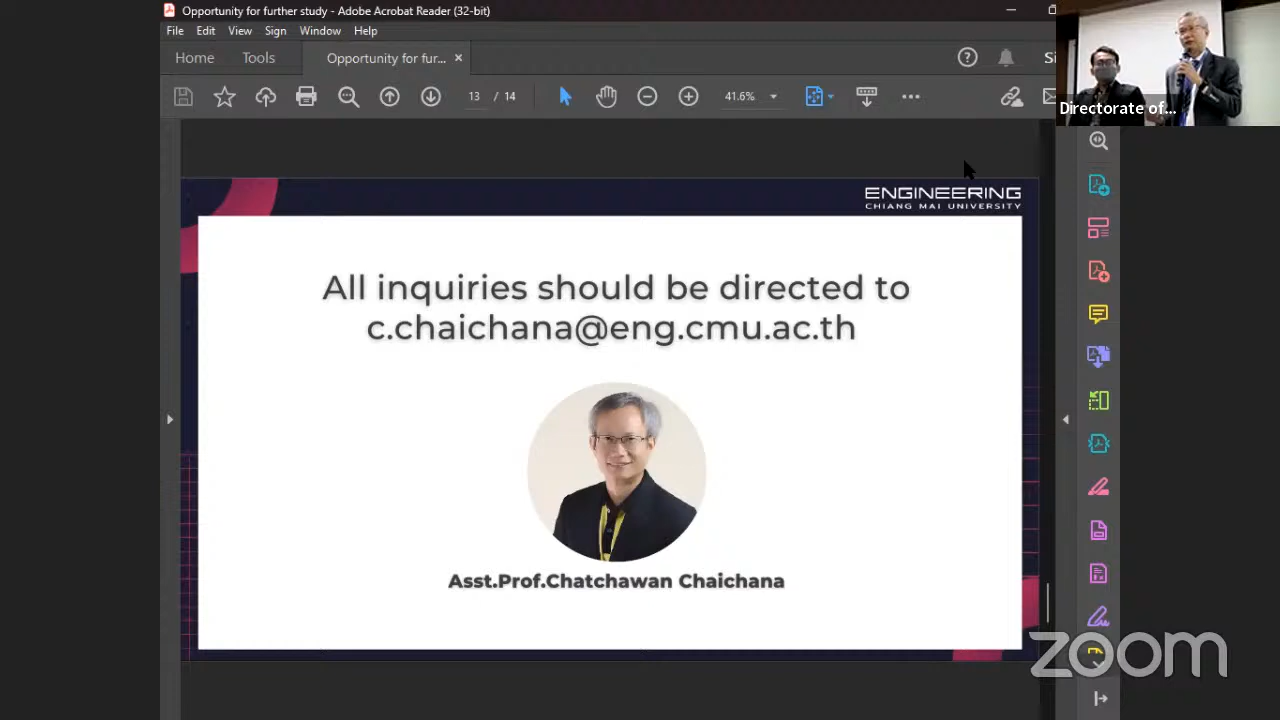 Opportunity for further study - Adobe Acrobat Reader (32-bit)
File Edit View Sign Window Help
Home Tools Opportunity for fur... ×
13 / 14 41.6%
Directorate of...
ENGINEERING
CHIANG MAI UNIVERSITY
All inquiries should be directed to
c.chaichana@eng.cmu.ac.th
Asst.Prof.Chatchawan Chaichana
zoom